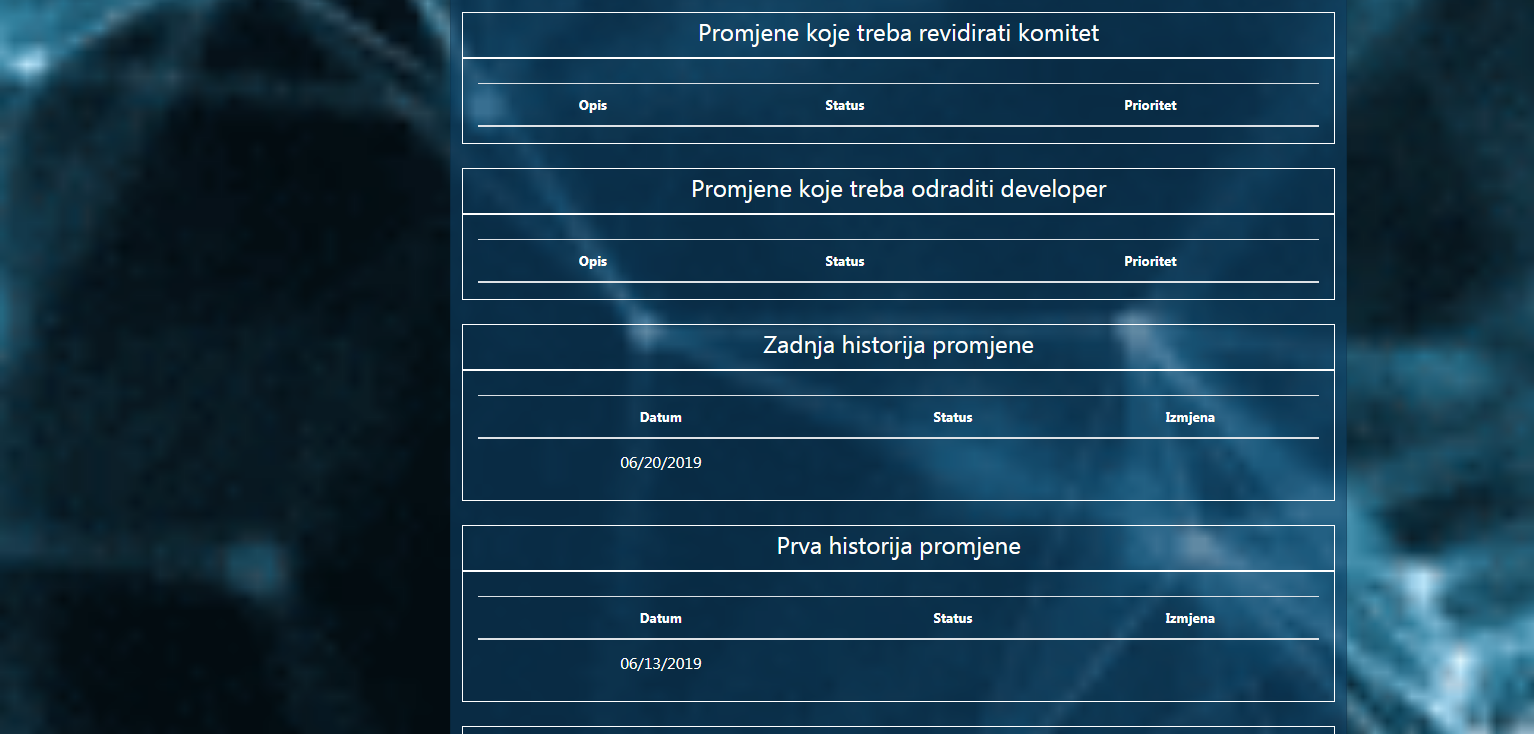 Promjene koje treba revidirati komitet
Opis Status Prioritet
Promjene koje treba odraditi developer
Opis Status Prioritet
Zadnja historija promjene
Datum Status Izmjena
06/20/2019
Prva historija promjene
Datum Status Izmjena
06/13/2019